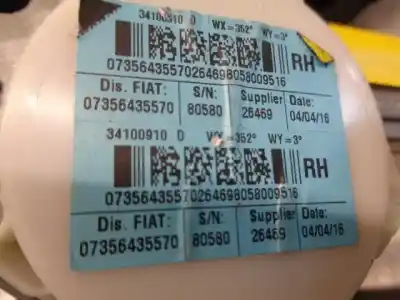 34100910 D WX=352° WY=3°
RH
07356435570264698058009516
Dis. FIAT: S/N: Supplier Date:
07356435570 80580 26469 04/04/16
34100910 D WX=352° WY=3°
RH
07356435570264698058009516
Dis. FIAT: S/N: Supplier Date:
07356435570 80580 26469 04/04/16